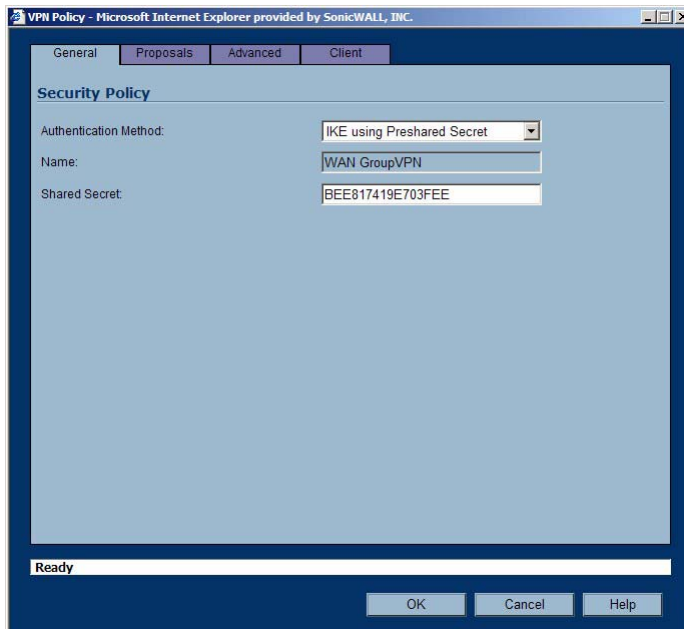 VPN Policy - Microsoft Internet Explorer provided by SonicWALL, INC.
General Proposals Advanced Client
Security Policy
Authentication Method: IKE using Preshared Secret
Name: WAN GroupVPN
Shared Secret: BEE817419E703FEE
Ready
OK Cancel Help